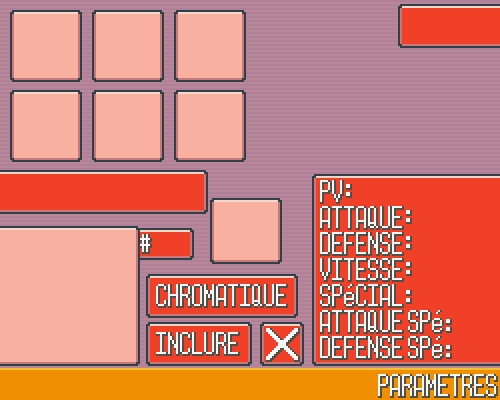 #
PV:
ATTAQUE:
DEFENSE:
VITESSE:
SPéCIAL:
ATTAQUE SPé:
DEFENSE SPé:
CHROMATIQUE
INCLURE
PARAMETRES